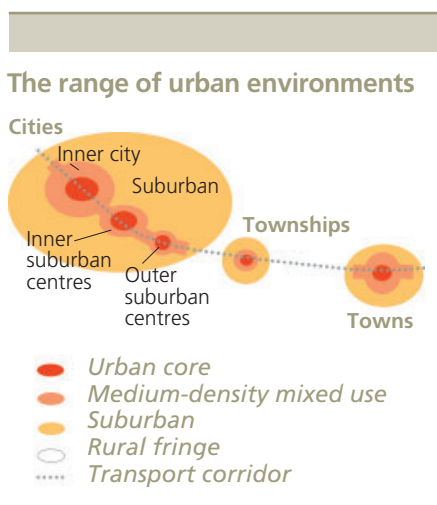 The range of urban environments
Cities
Inner city
Suburban
Inner
suburban
centres
Outer
suburban
centres
Townships
Towns
Urban core
Medium-density mixed use
Suburban
Rural fringe
Transport corridor